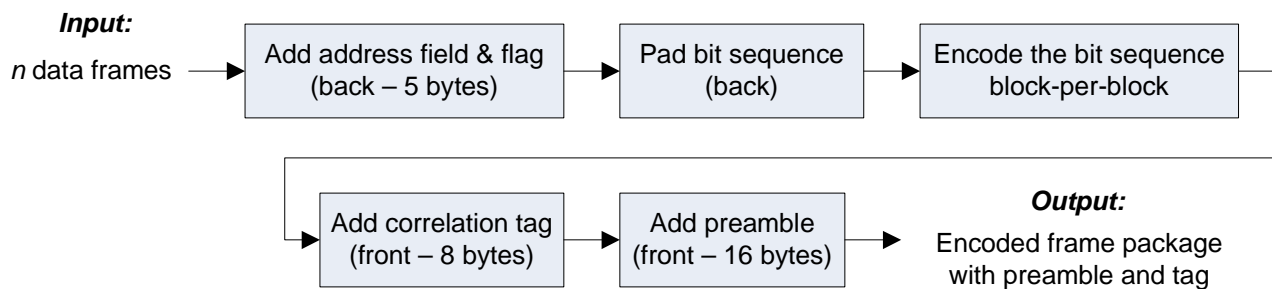 Input:
n data frames
Add address field & flag
(back – 5 bytes)
Pad bit sequence
(back)
Encode the bit sequence
block-per-block
Add correlation tag
(front – 8 bytes)
Add preamble
(front – 16 bytes)
Output:
Encoded frame package
with preamble and tag